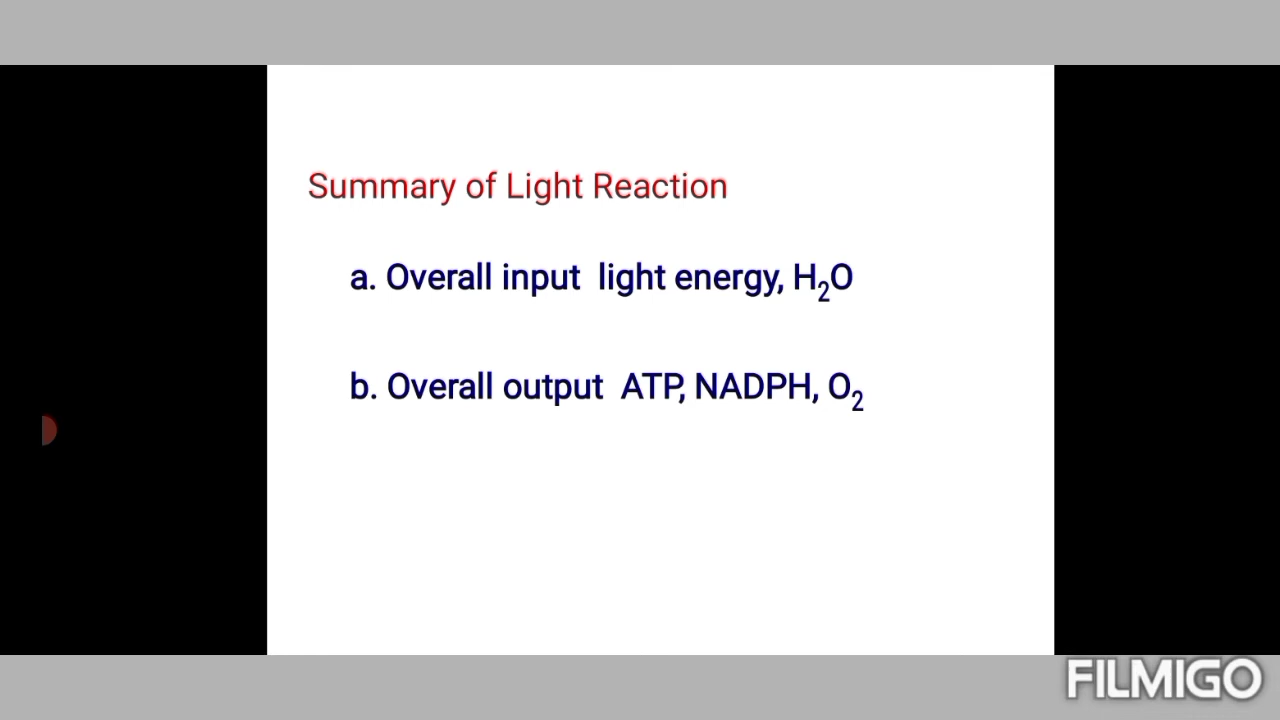 Summary of Light Reaction
a. Overall input light energy, H₂O
b. Overall output ATP, NADPH, O₂
FILMIGO